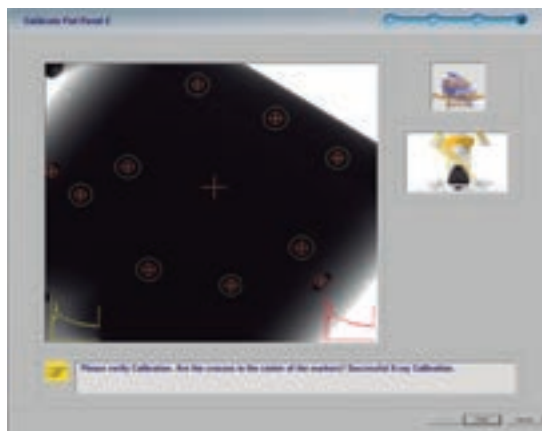 Calibrate Flat Panel 2
Please verify Calibration. Are the crosses in the center of the markers? Successful X-ray Calibration.